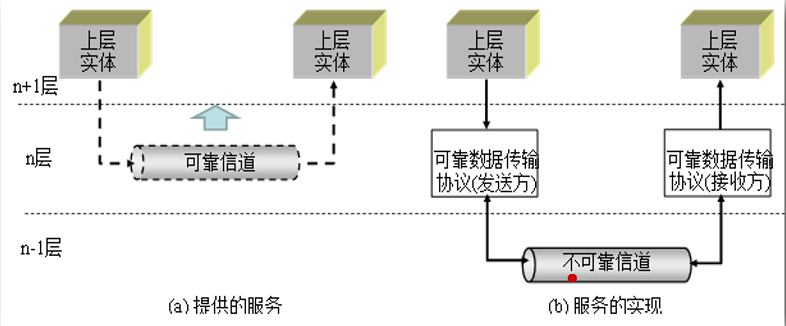 上层
实体
上层
实体
上层
实体
上层
实体
n+1层
n层
可靠信道
可靠数据传输
协议(发送方)
可靠数据传输
协议(接收方)
n-1层
不可靠信道
(a) 提供的服务
(b) 服务的实现